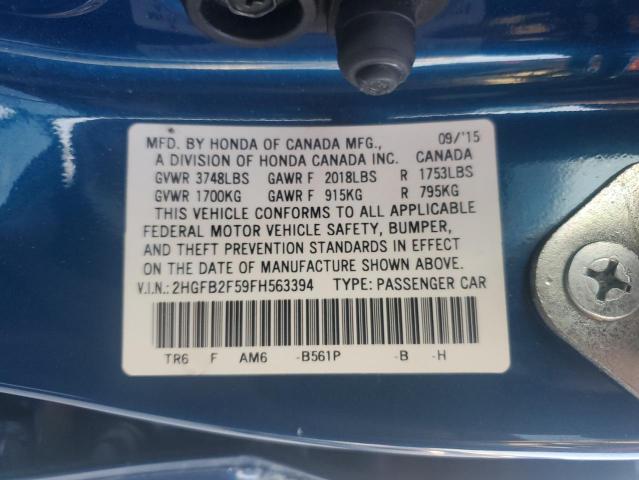 MFD. BY HONDA OF CANADA MFG., 09/'15
A DIVISION OF HONDA CANADA INC. CANADA
GVWR 3748LBS GAWR F 2018LBS R 1753LBS
GVWR 1700KG GAWR F 915KG R 795KG
THIS VEHICLE CONFORMS TO ALL APPLICABLE
FEDERAL MOTOR VEHICLE SAFETY, BUMPER,
AND THEFT PREVENTION STANDARDS IN EFFECT
ON THE DATE OF MANUFACTURE SHOWN ABOVE.
V.I.N.: 2HGFB2F59FH563394 TYPE: PASSENGER CAR
TR6 F AM6 -B561P -B -H